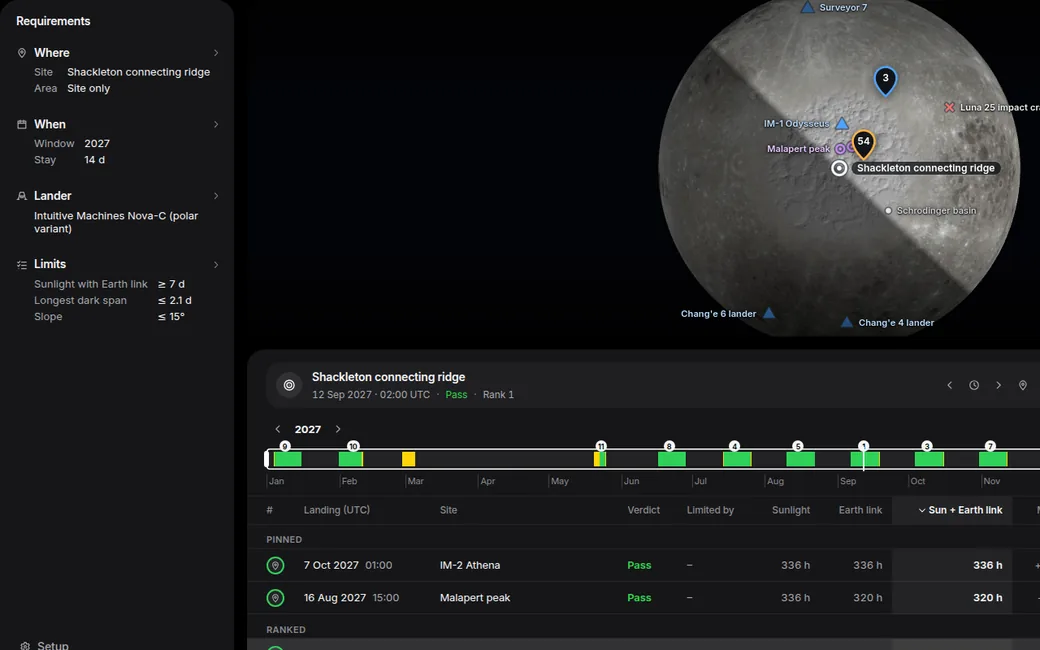 Requirements
Where
Site Shackleton connecting ridge
Area Site only
When
Window 2027
Stay 14 d
Lander
Intuitive Machines Nova-C (polar
variant)
Limits
Sunlight with Earth link ≥ 7 d
Longest dark span ≤ 2.1 d
Slope ≤ 15°
Setup
Surveyor 7
3
Luna 25 impact cra
IM-1 Odysseus
54
Malapert peak
Shackleton connecting ridge
Schrodinger basin
Chang'e 6 lander
Chang'e 4 lander
Shackleton connecting ridge
12 Sep 2027 · 02:00 UTC · Pass · Rank 1
2027
9 10 11 8 4 5 1 3 7
Jan Feb Mar Apr May Jun Jul Aug Sep Oct Nov
# Landing (UTC) Site Verdict Limited by Sunlight Earth link Sun + Earth link
PINNED
7 Oct 2027 01:00 IM-2 Athena Pass – 336 h 336 h 336 h
16 Aug 2027 15:00 Malapert peak Pass – 336 h 320 h 320 h
RANKED